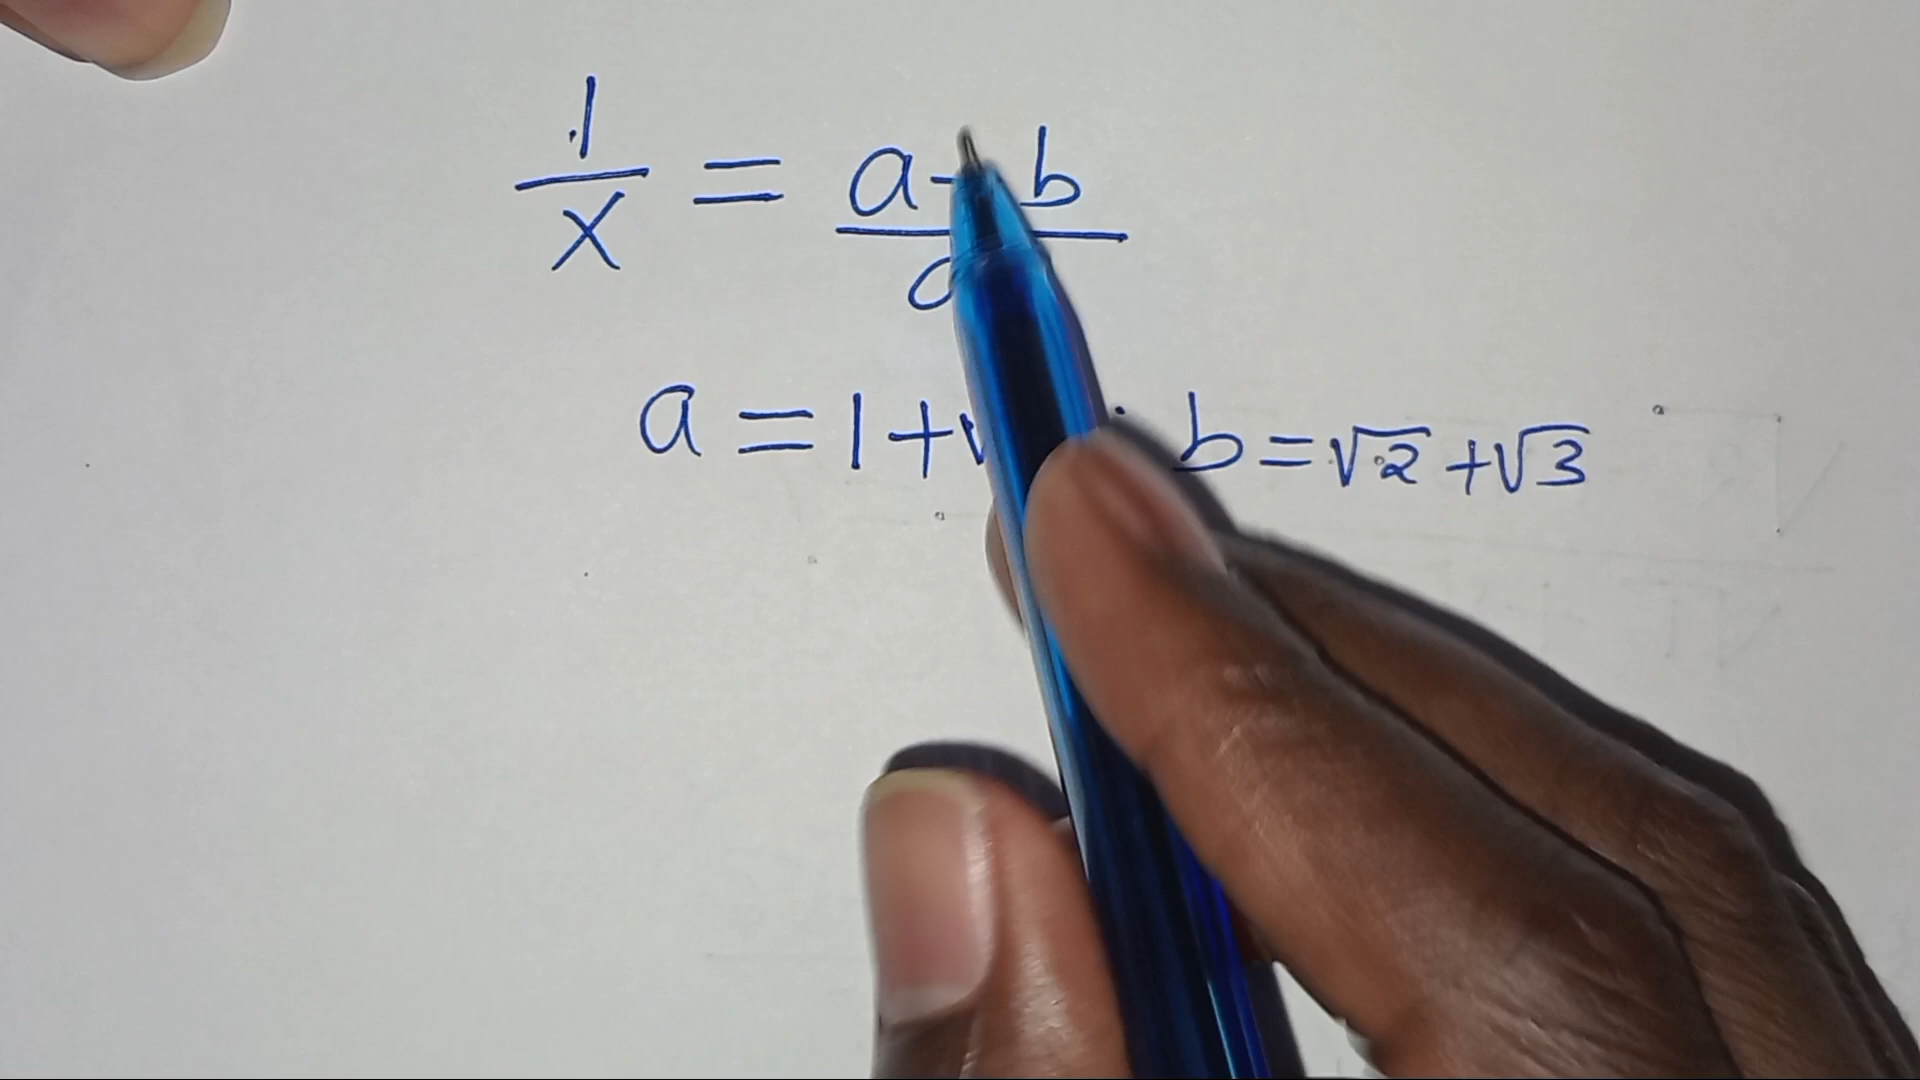 1/x = a b/a
a = 1+√ b = √2 + √3